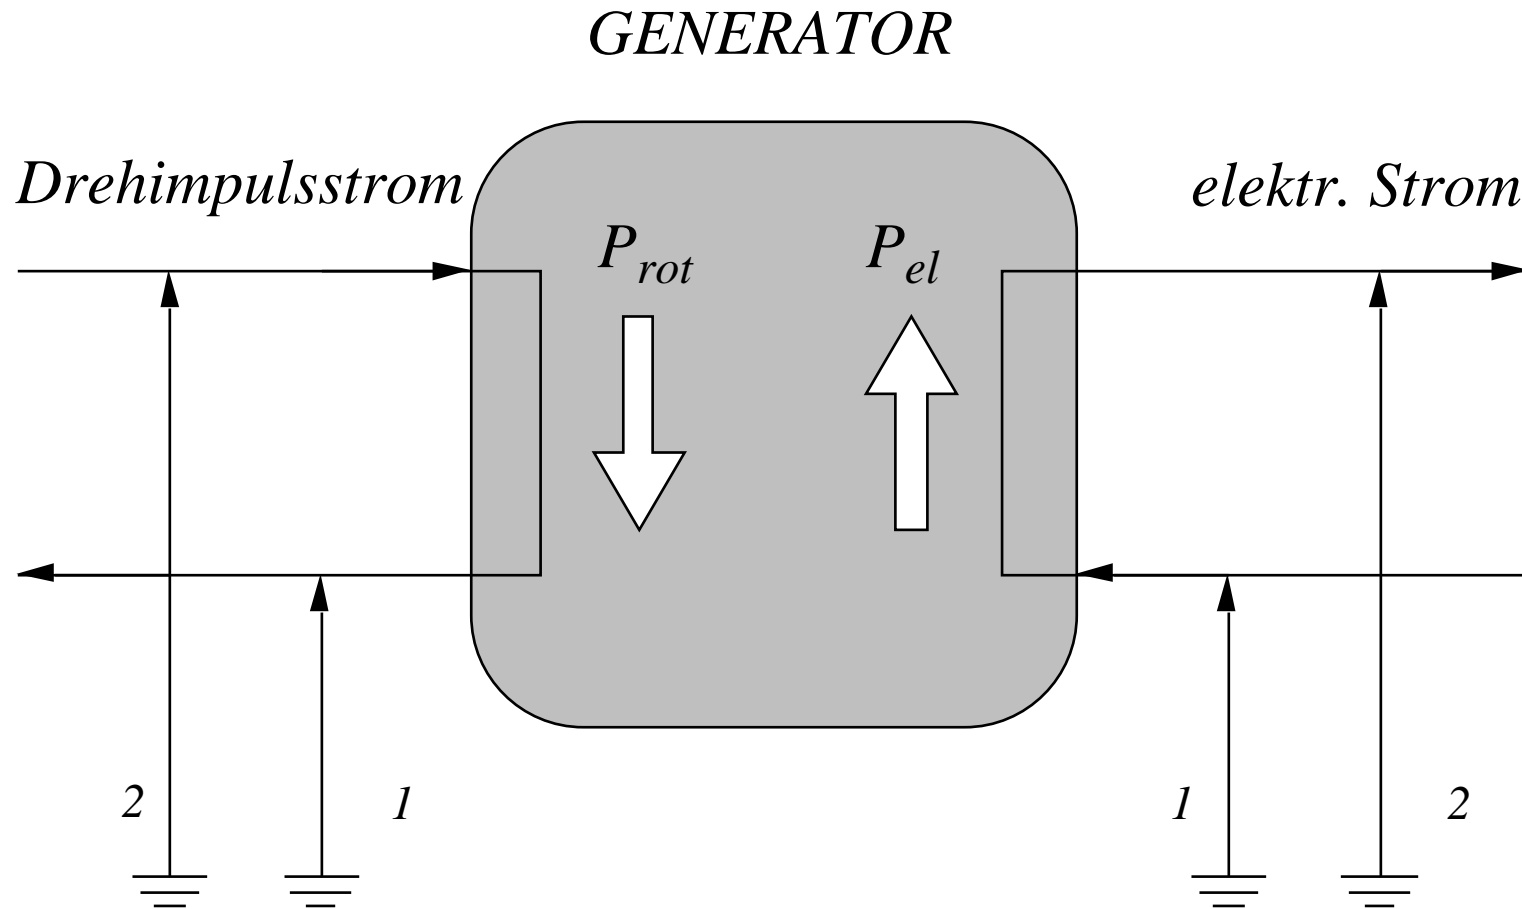 GENERATOR
Drehimpulsstrom
elektr. Strom
P_rot
P_el
2
1
1
2